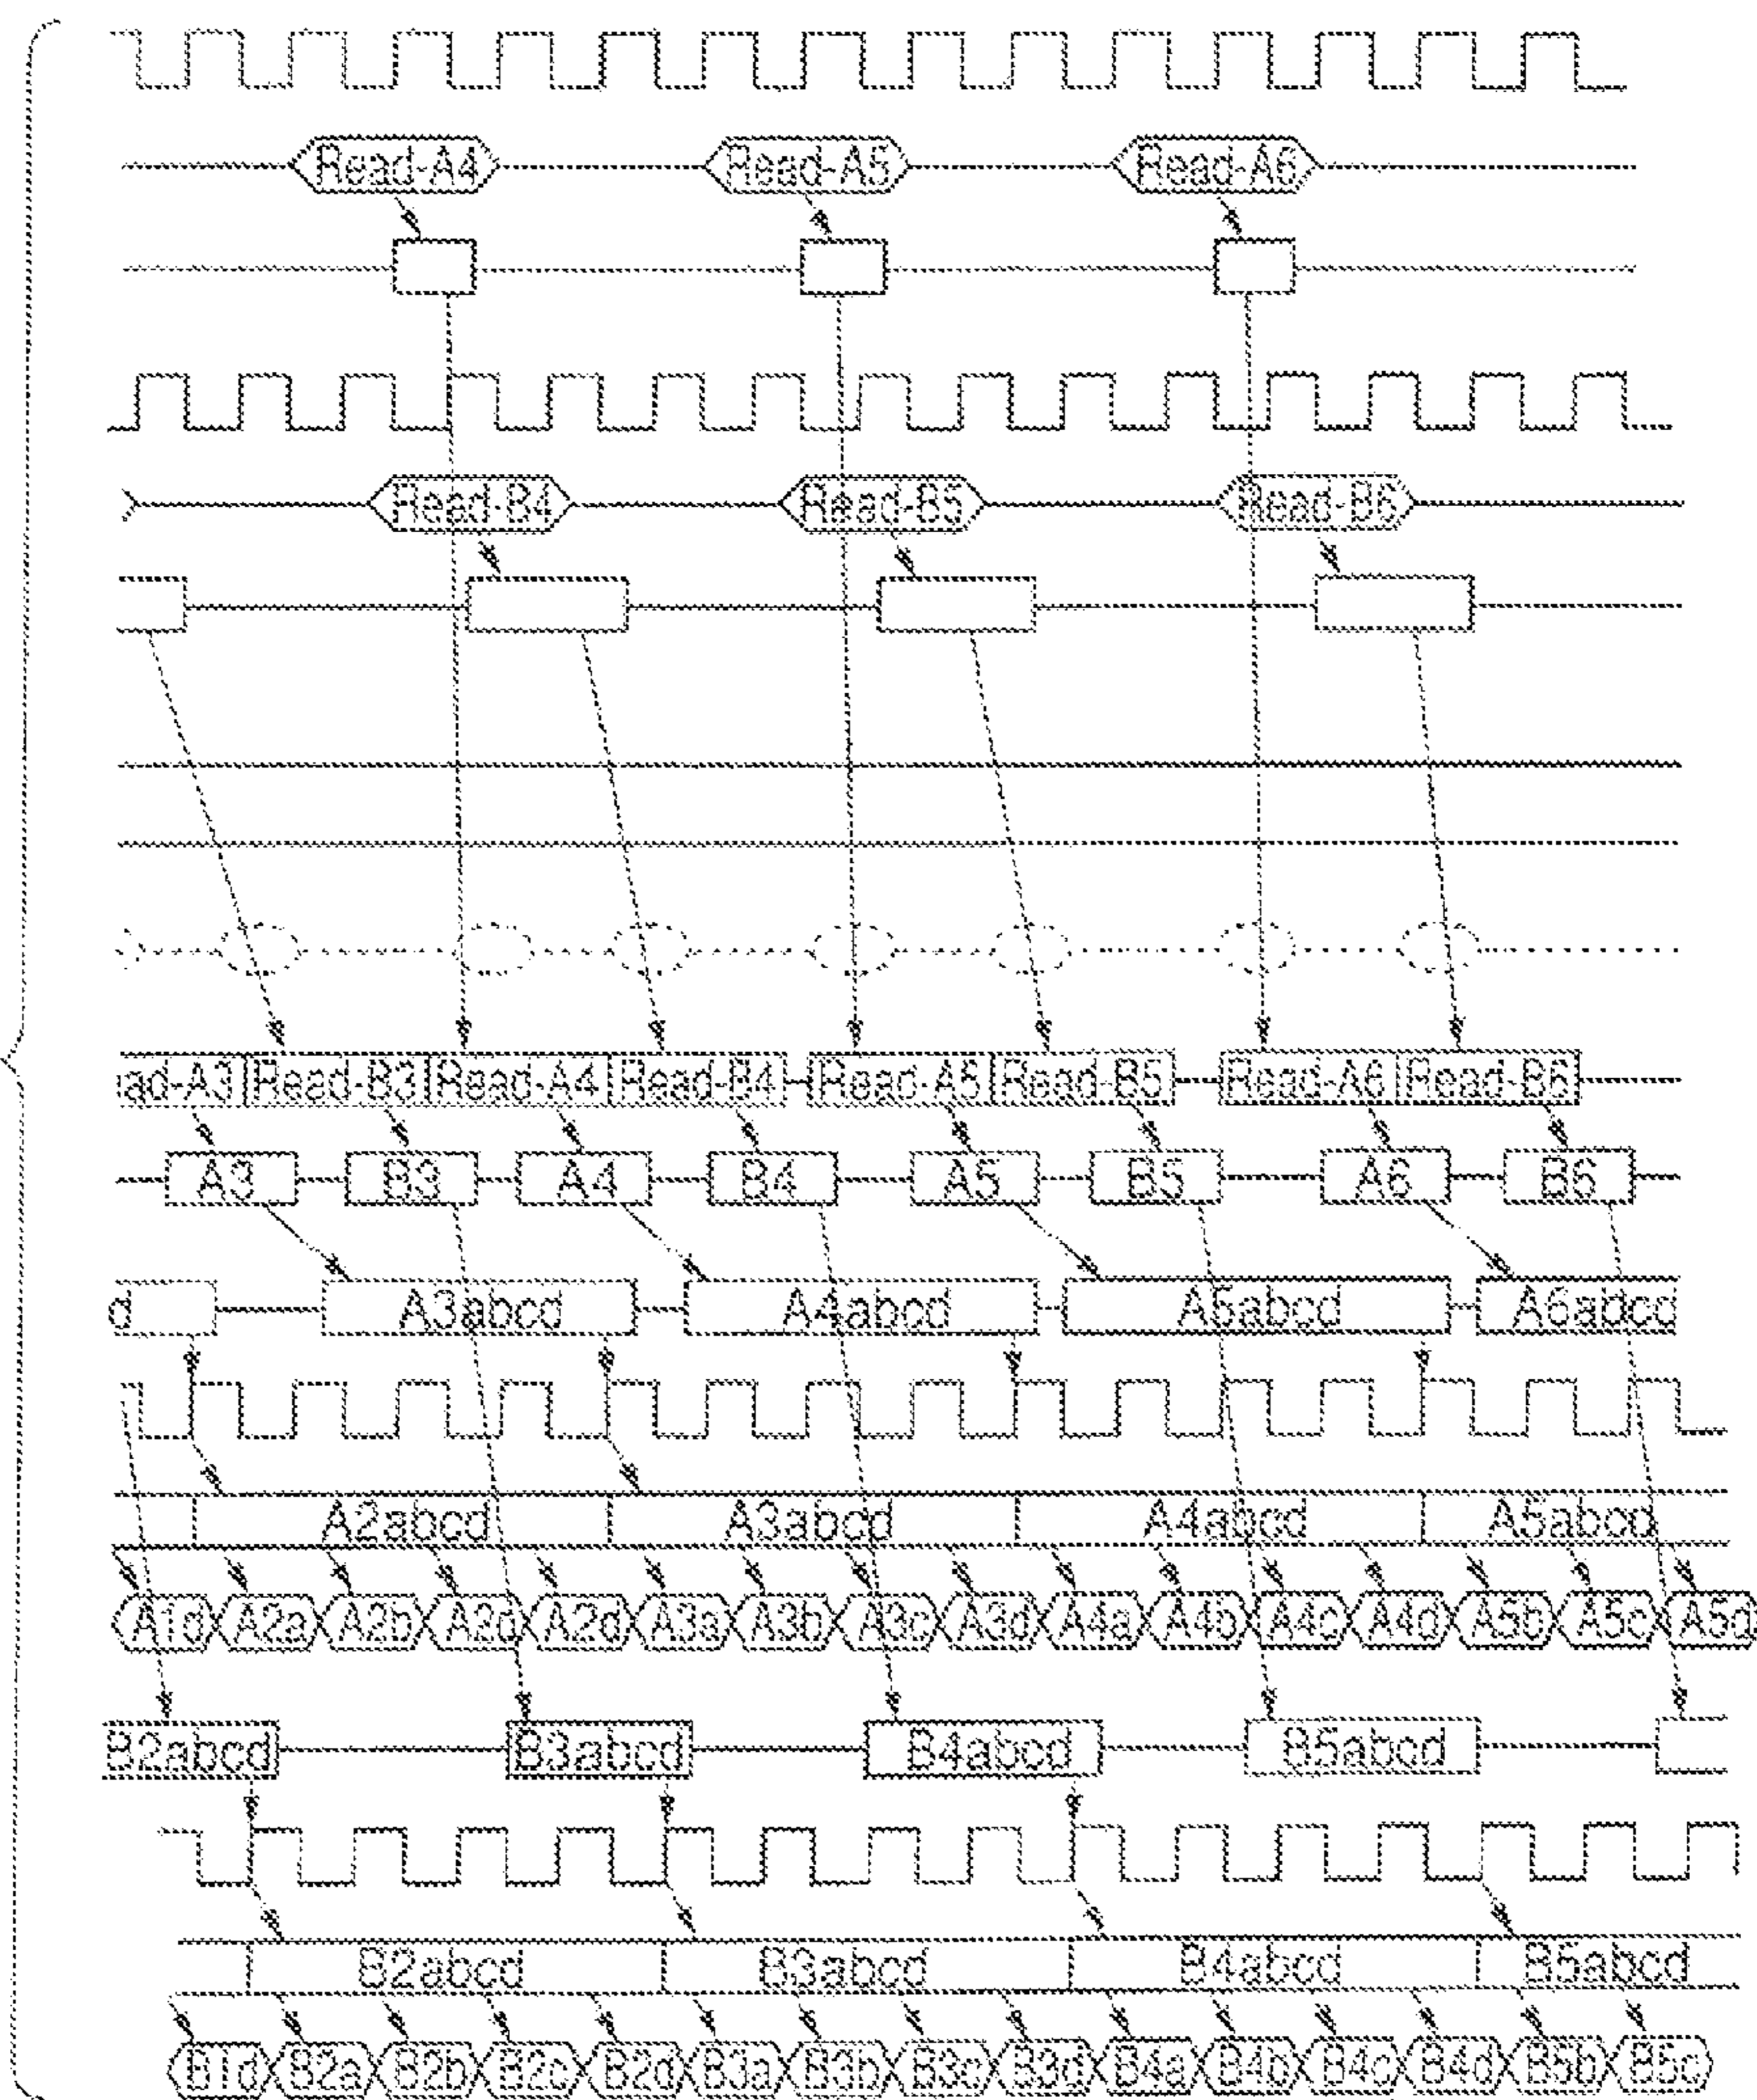 Read-A4 Read-A5 Read-A6
Read-B4 Read-B5 Read-B6
ad-A3 Read-B3 Read-A4 Read-B4 Read-A5 Read-B5 Read-A6 Read-B6
A3 B3 A4 B4 A5 B5 A6 B6
d A3abcd A4abcd A5abcd A6abcd
A2abcd A3abcd A4abcd A5abcd
A1d A2a A2b A2c A2d A3a A3b A3c A3d A4a A4b A4c A4d A5b A5c A5d
B2abcd B3abcd B4abcd B5abcd
B2abcd B3abcd B4abcd B5abcd
B1d B2a B2b B2c B2d B3a B3b B3c B3d B4a B4b B4c B4d B5b B5c